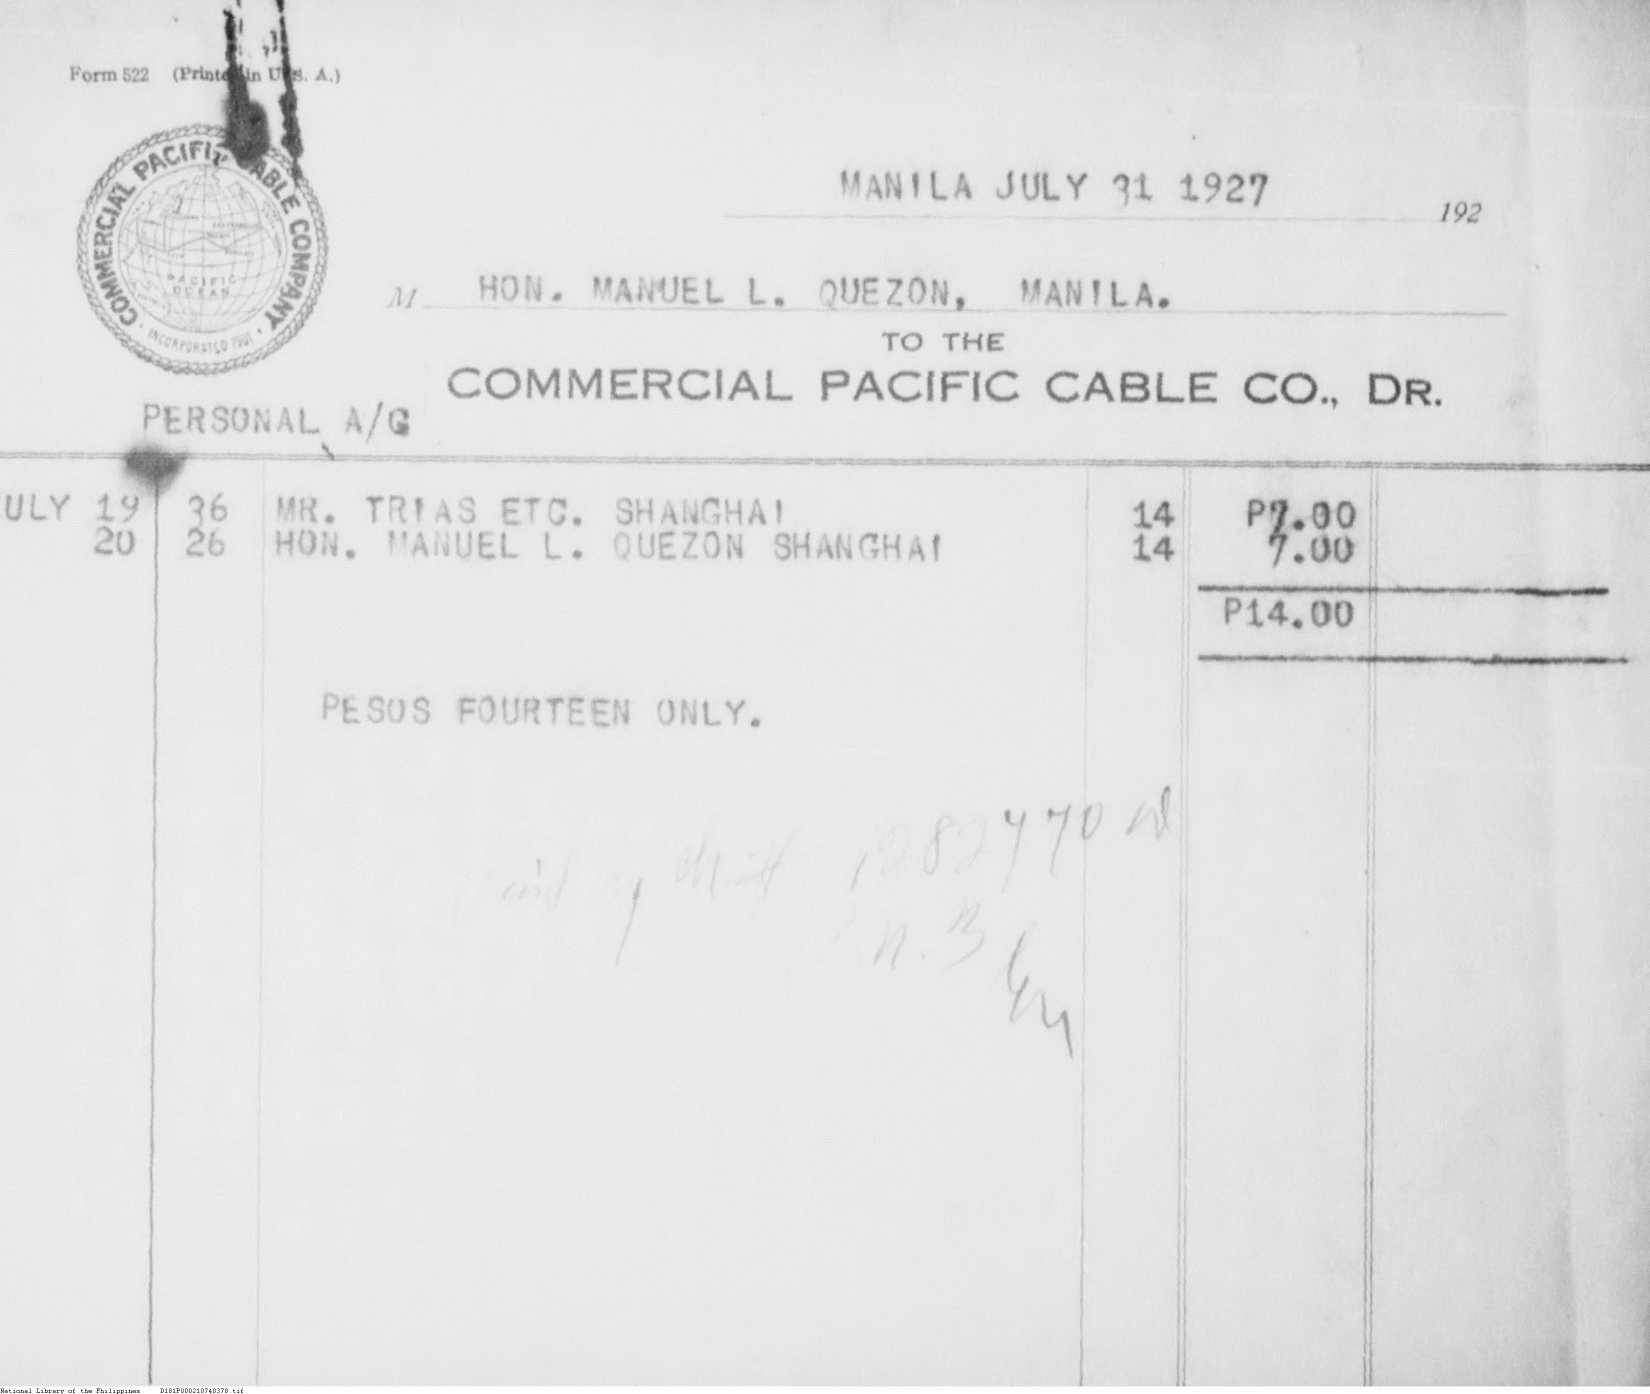 Form 522 (Printed in U. S. A.)
COMMERCIAL PACIFIC CABLE COMPANY
PACIFIC
OCEAN
INCORPORATED 1901
MANILA JULY 31 1927
192
M HON. MANUEL L. QUEZON, MANILA.
TO THE
COMMERCIAL PACIFIC CABLE CO., DR.
PERSONAL A/C
ULY 19 36 MR. TRIAS ETC. SHANGHAI 14 P7.00
20 26 HON. MANUEL L. QUEZON SHANGHAI 14 7.00
P14.00
PESOS FOURTEEN ONLY.
National Library of the Philippines D181P000210740370.tif